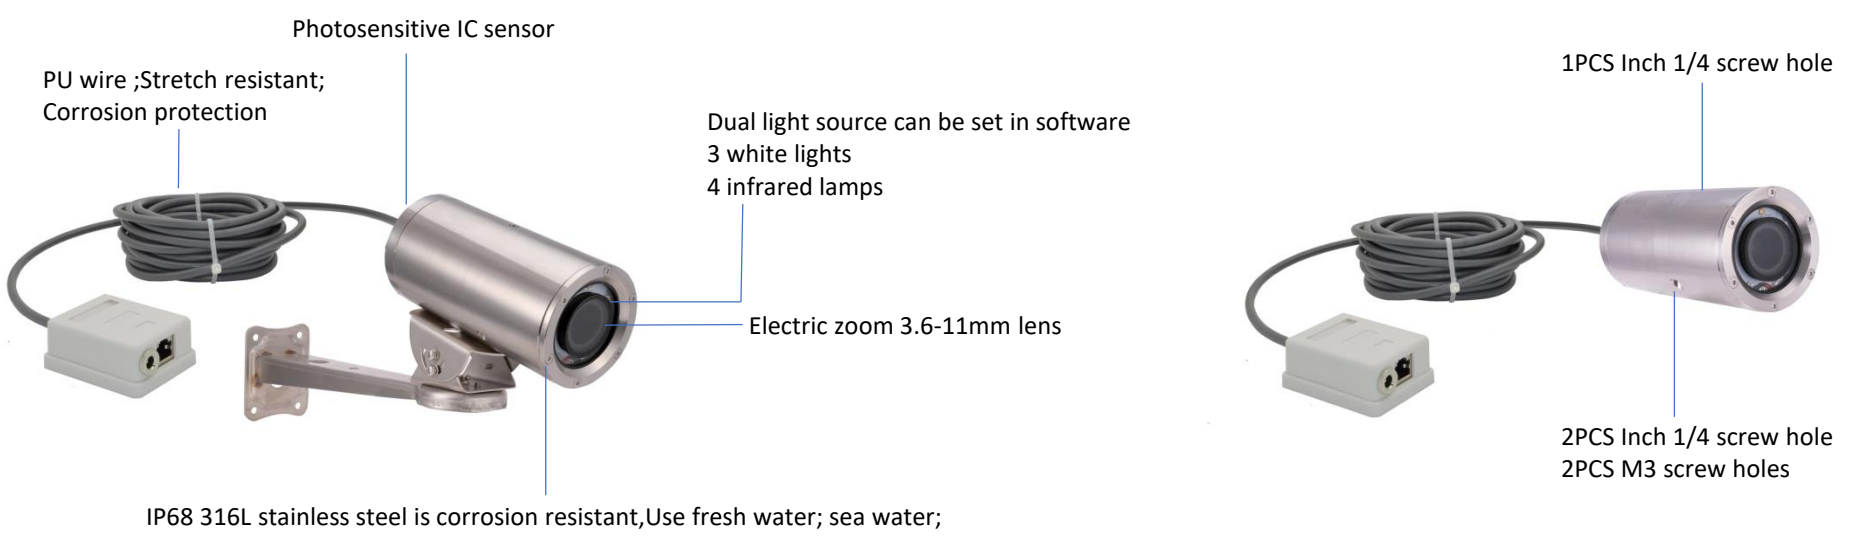 Photosensitive IC sensor
PU wire ;Stretch resistant;
Corrosion protection
Dual light source can be set in software
3 white lights
4 infrared lamps
Electric zoom 3.6-11mm lens
IP68 316L stainless steel is corrosion resistant,Use fresh water; sea water;
1PCS Inch 1/4 screw hole
2PCS Inch 1/4 screw hole
2PCS M3 screw holes